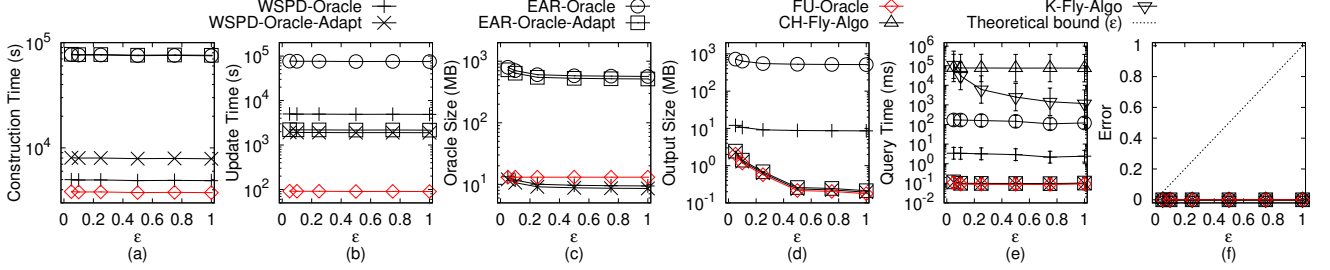 WSPD-Oracle
WSPD-Oracle-Adapt
EAR-Oracle
EAR-Oracle-Adapt
FU-Oracle
CH-Fly-Algo
K-Fly-Algo
Theoretical bound (ε)
Construction Time (s)
10^5
10^4
0 0.2 0.4 0.6 0.8 1
ε
(a)
Update Time (s)
10^5
10^4
10^3
10^2
0 0.2 0.4 0.6 0.8 1
ε
(b)
Oracle Size (MB)
10^3
10^2
10^1
0 0.2 0.4 0.6 0.8 1
ε
(c)
Output Size (MB)
10^3
10^2
10^1
10^0
10^-1
0 0.2 0.4 0.6 0.8 1
ε
(d)
Query Time (ms)
10^6
10^5
10^4
10^3
10^2
10^1
10^0
10^-1
10^-2
0 0.2 0.4 0.6 0.8 1
ε
(e)
Error
1
0.8
0.6
0.4
0.2
0
0 0.2 0.4 0.6 0.8 1
ε
(f)